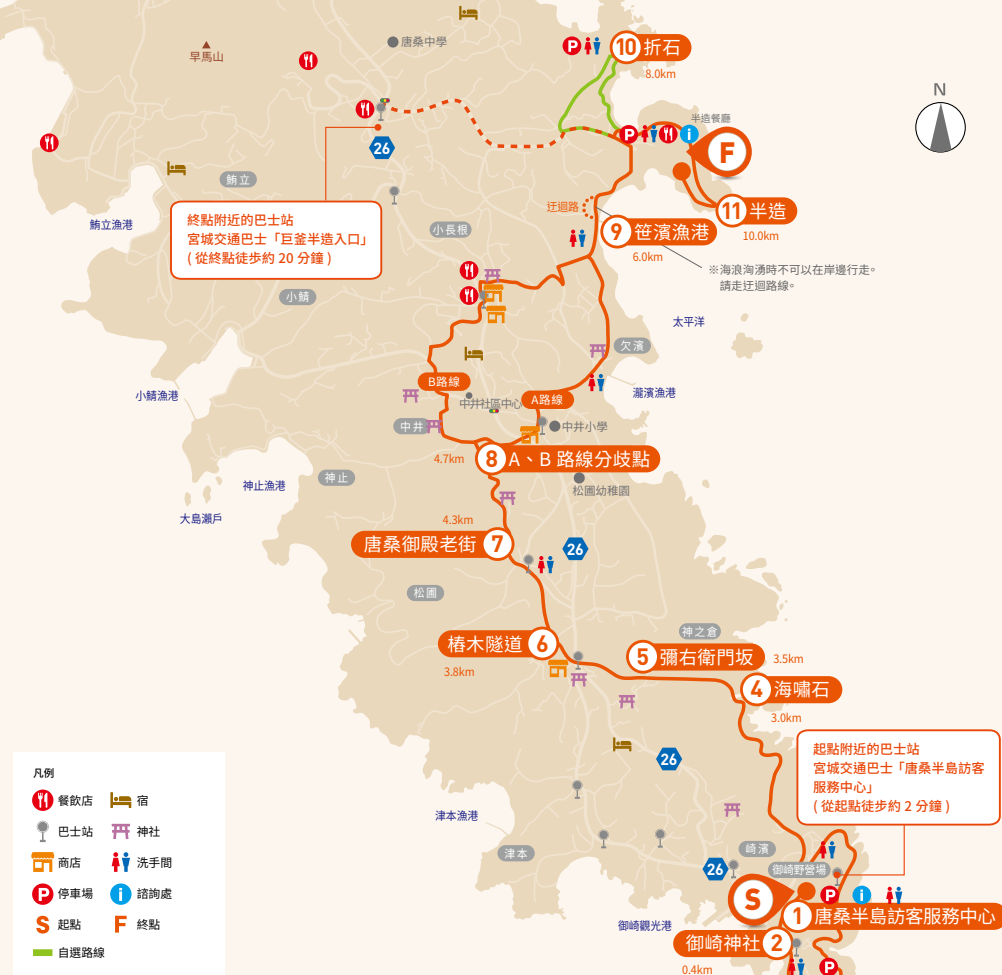 唐桑中學
早馬山
10 折石
8.0km
N
半造餐廳
P
i
F
26
鮪立
鮪立漁港
終點附近的巴士站
宮城交通巴士「巨釜半造入口」
( 從終點徒歩約 20 分鐘 )
11 半造
10.0km
迂迴路
9 笹濱漁港
6.0km
小長根
※海浪洶湧時不可以在岸邊行走。
請走迂迴路線。
小鯖
太平洋
欠濱
B路線
瀧濱漁港
小鯖漁港
中井社區中心
A路線
中井
中井小學
4.7km
8 A、B 路線分歧點
神止
神止漁港
松圃幼稚園
大島瀨戶
4.3km
唐桑御殿老街 7
26
松圃
神之倉
椿木隧道 6
3.8km
5 彌右衛門坂
3.5km
4 海嘯石
3.0km
26
起點附近的巴士站
宮城交通巴士「唐桑半島訪客
服務中心」
( 從起點徒歩約 2 分鐘 )
凡例
餐飲店
宿
巴士站
神社
商店
洗手間
P 停車場
i 諮詢處
S 起點
F 終點
自選路線
津本漁港
津本
崎濱
26
御崎野營場
S
P
i
1 唐桑半島訪客服務中心
御崎觀光港
御崎神社 2
0.4km
P